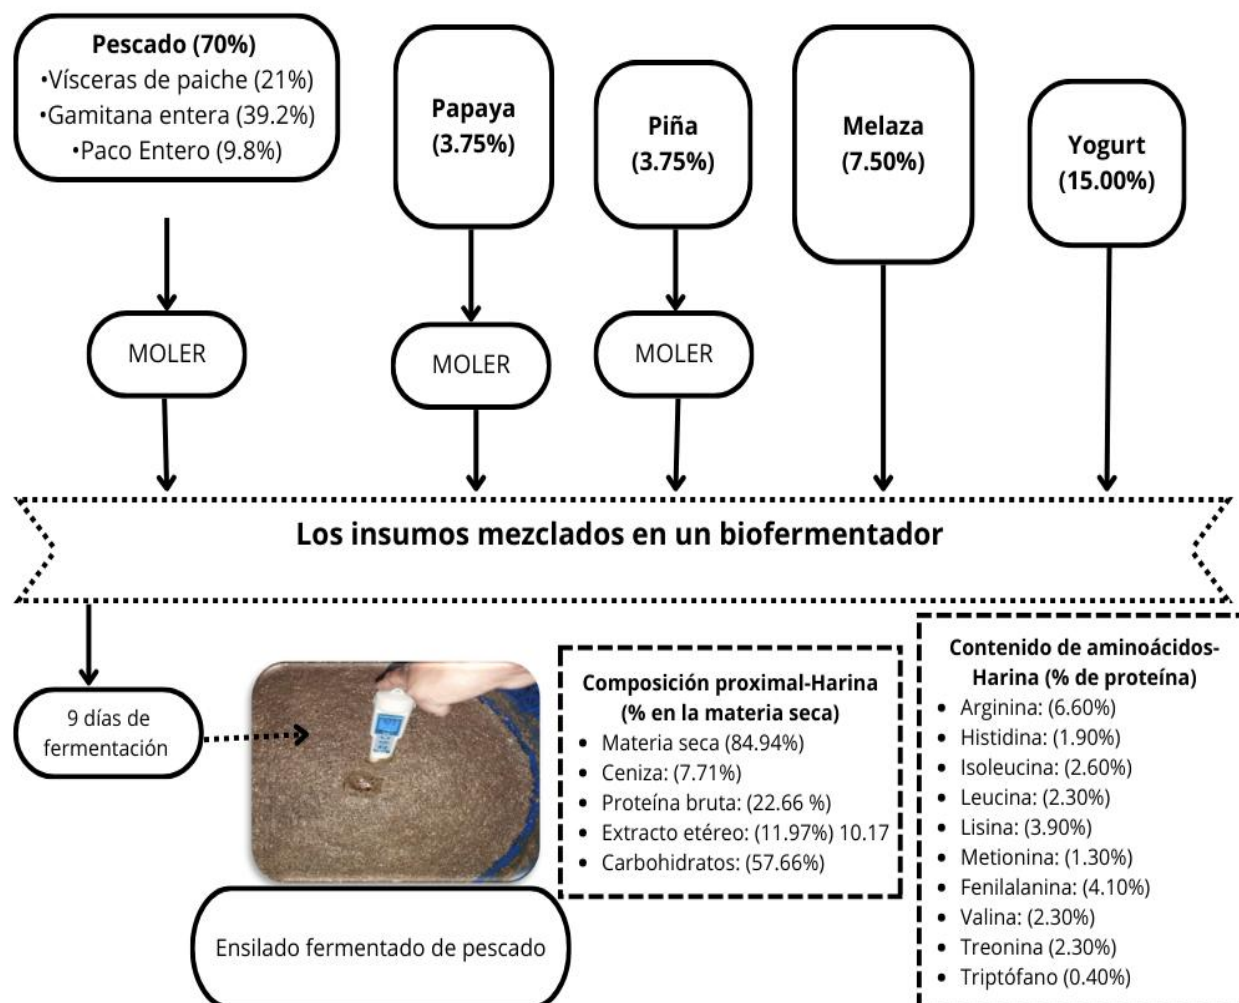 Pescado (70%)
•Vísceras de paiche (21%)
•Gamitana entera (39.2%)
•Paco Entero (9.8%)
Papaya
(3.75%)
Piña
(3.75%)
Melaza
(7.50%)
Yogurt
(15.00%)
MOLER
MOLER
MOLER
Los insumos mezclados en un biofermentador
9 días de
fermentación
Ensilado fermentado de pescado
Composición proximal-Harina
(% en la materia seca)
• Materia seca (84.94%)
• Ceniza: (7.71%)
• Proteína bruta: (22.66 %)
• Extracto etéreo: (11.97%) 10.17
• Carbohidratos: (57.66%)
Contenido de aminoácidos-
Harina (% de proteína)
• Arginina: (6.60%)
• Histidina: (1.90%)
• Isoleucina: (2.60%)
• Leucina: (2.30%)
• Lisina: (3.90%)
• Metionina: (1.30%)
• Fenilalanina: (4.10%)
• Valina: (2.30%)
• Treonina (2.30%)
• Triptófano (0.40%)